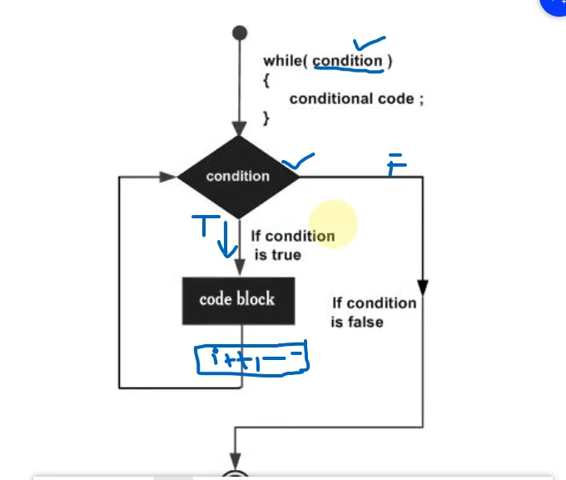 while( condition )
{
conditional code ;
}
condition
F
T
If condition
is true
code block
If condition
is false
i++, --